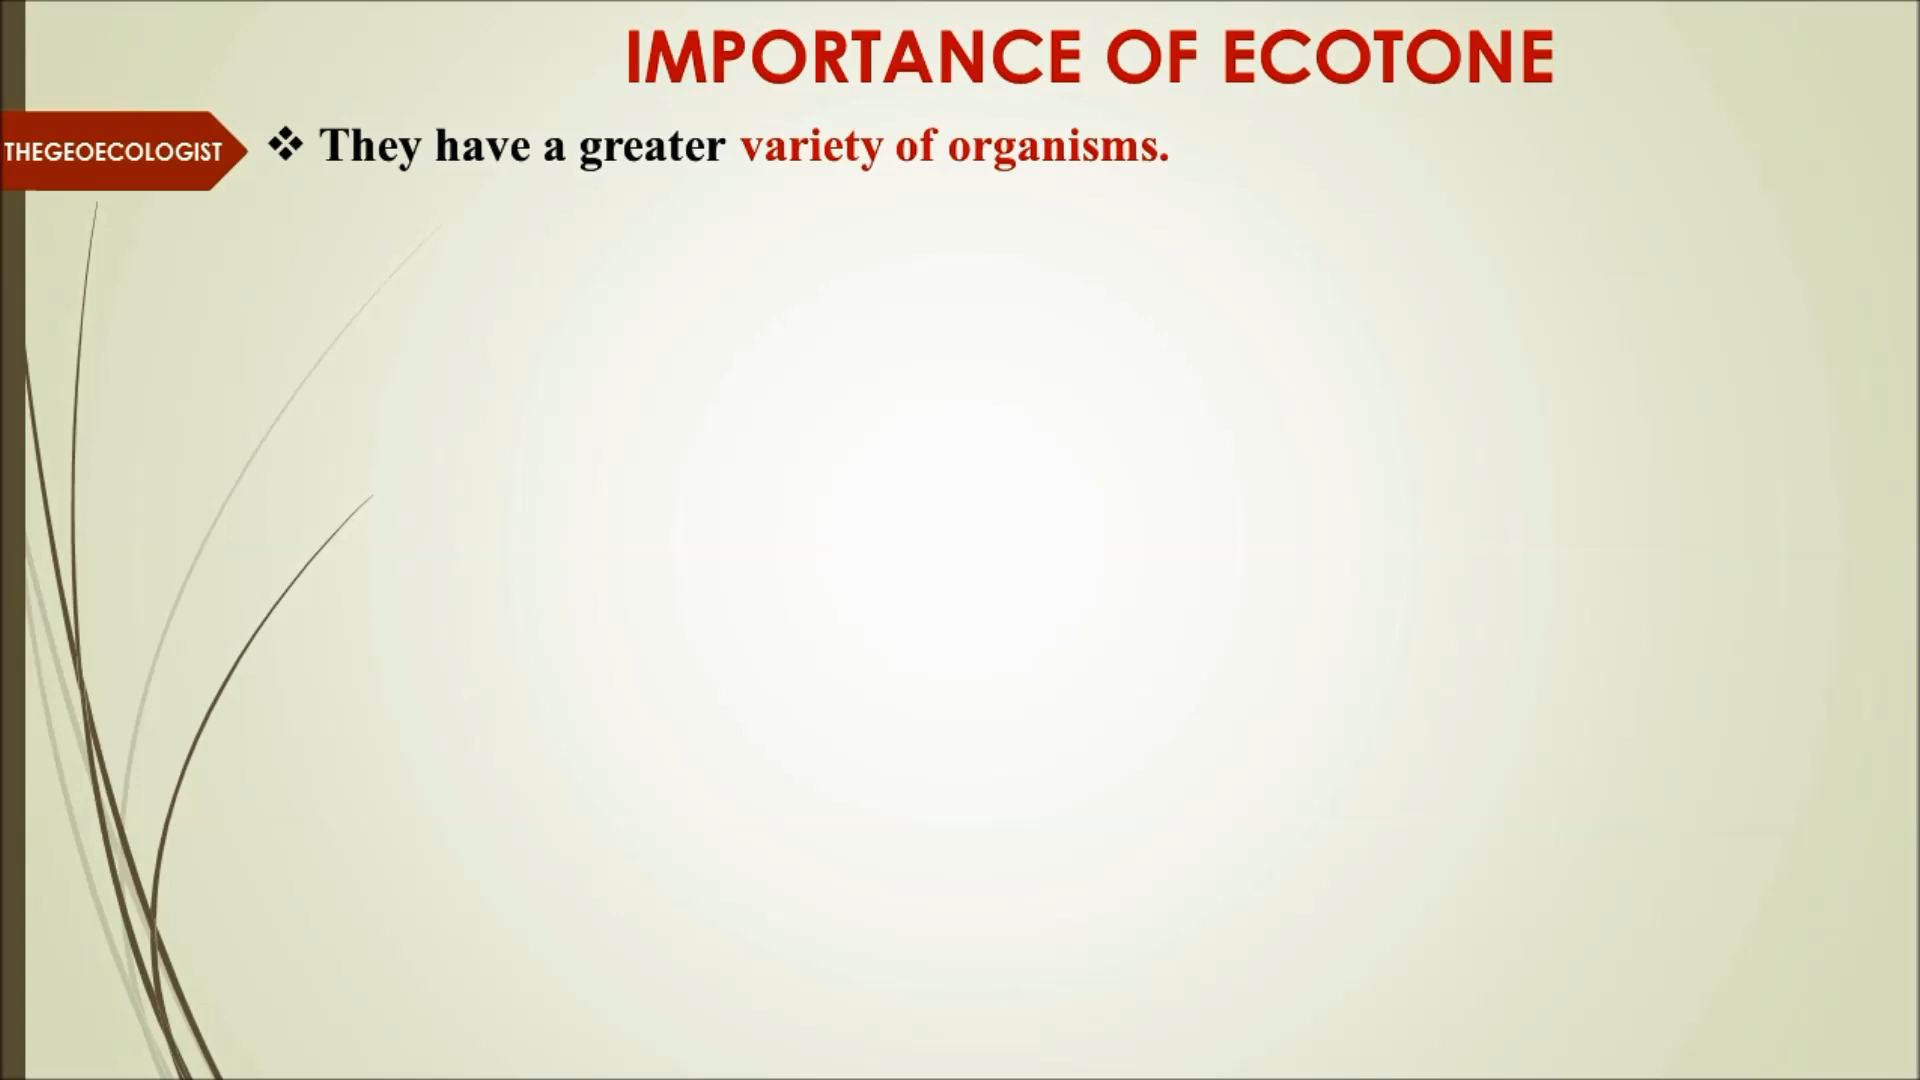 IMPORTANCE OF ECOTONE
THEGEOECOLOGIST
❖ They have a greater variety of organisms.